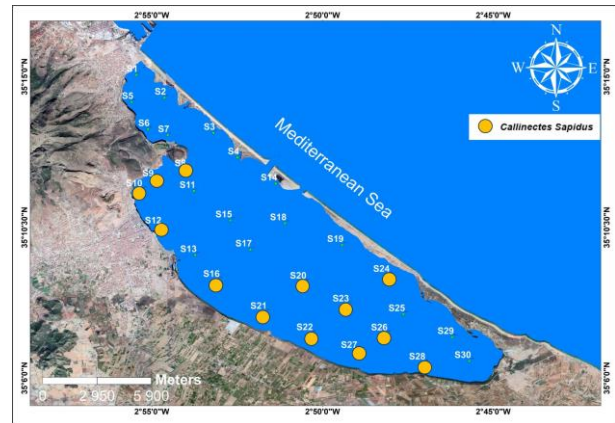 2°55'0"W 2°50'0"W 2°45'0"W
35°15'0"N 35°15'0"N
N
W E
S
Callinectes Sapidus
Mediterranean Sea
S1
S2
S5
S6
S7
S3
S4
S8
S9
S10
S11
S14
S12
S15
S18
35°10'30"N 35°10'30"N
S13
S17
S19
S16
S20
S24
S21
S23
S25
S22
S26
S29
S27
S28
S30
Meters
0 2 950 5 900
35°6'0"N 35°6'0"N
2°55'0"W 2°50'0"W 2°45'0"W